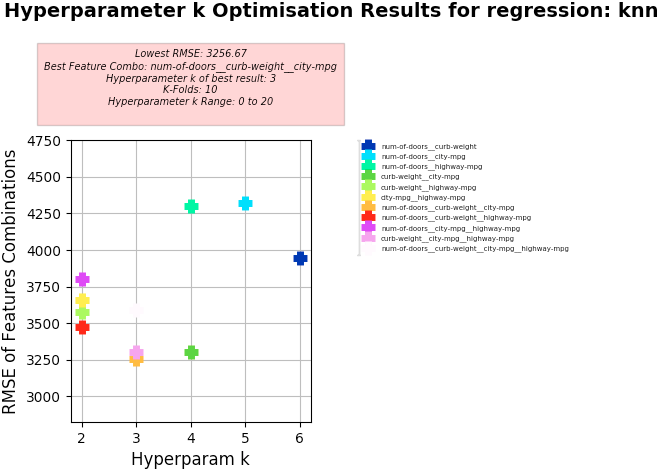 Hyperparameter k Optimisation Results for regression: knn
Lowest RMSE: 3256.67
Best Feature Combo: num-of-doors__curb-weight__city-mpg
Hyperparameter k of best result: 3
K-Folds: 10
Hyperparameter k Range: 0 to 20
4750
4500
4250
4000
3750
3500
3250
3000
RMSE of Features Combinations
2 3 4 5 6
Hyperparam k
num-of-doors__curb-weight
num-of-doors__city-mpg
num-of-doors__highway-mpg
curb-weight__city-mpg
curb-weight__highway-mpg
city-mpg__highway-mpg
num-of-doors__curb-weight__city-mpg
num-of-doors__curb-weight__highway-mpg
num-of-doors__city-mpg__highway-mpg
curb-weight__city-mpg__highway-mpg
num-of-doors__curb-weight__city-mpg__highway-mpg